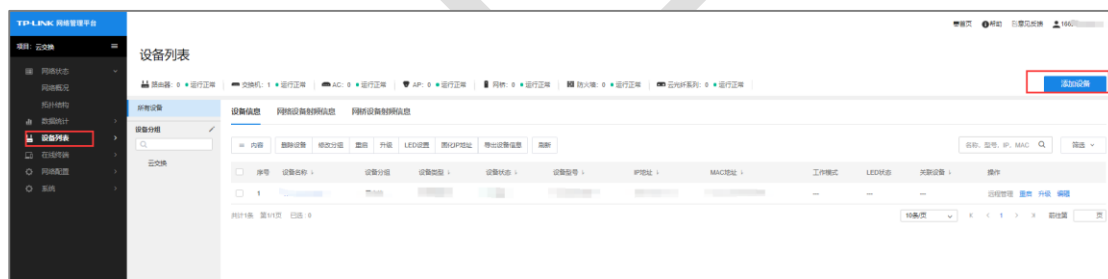 TP-LINK 网络管理平台
首页 帮助 意见反馈
项目: 云交换
设备列表
网络状态
网络概况
拓扑结构
数据统计
设备列表
在线终端
网络配置
系统
路由器: 0 运行正常 交换机: 1 运行正常 AC: 0 运行正常 AP: 0 运行正常 网桥: 0 运行正常 防火墙: 0 运行正常 云光纤系列: 0 运行正常
添加设备
所有设备
设备分组
云交换
设备信息 网桥设备射频信息
内容 删除设备 修改分组 重启 升级 LED设置 固化IP地址 导出设备信息 刷新
名称、型号、IP、MAC 筛选
序号 设备名称 设备分组 设备类型 设备状态 设备型号 IP地址 MAC地址 工作模式 LED状态 关联设备 操作
1 --- --- --- 远程管理 重启 升级 编辑
共计1条 第1/1页 已选: 0
10条/页 1 前往第 页